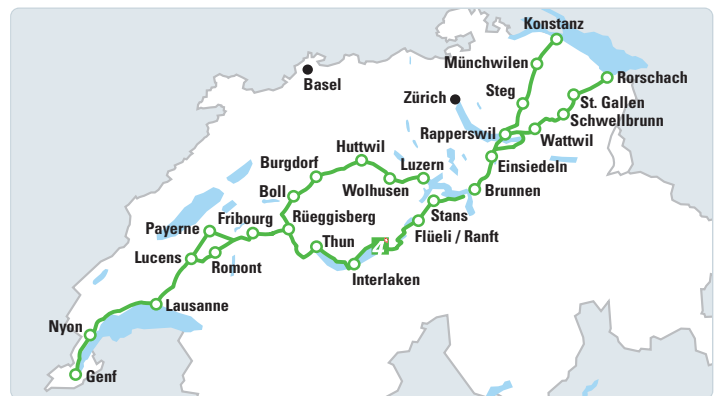 Konstanz
Münchwilen
Rorschach
Basel
Steg
Zürich
St. Gallen
Schwellbrunn
Rapperswil
Wattwil
Huttwil
Burgdorf
Luzern
Einsiedeln
Boll
Wolhusen
Brunnen
Payerne
Fribourg
Rüeggisberg
Stans
Flüeli / Ranft
Thun
4
Lucens
Romont
Interlaken
Lausanne
Nyon
Genf